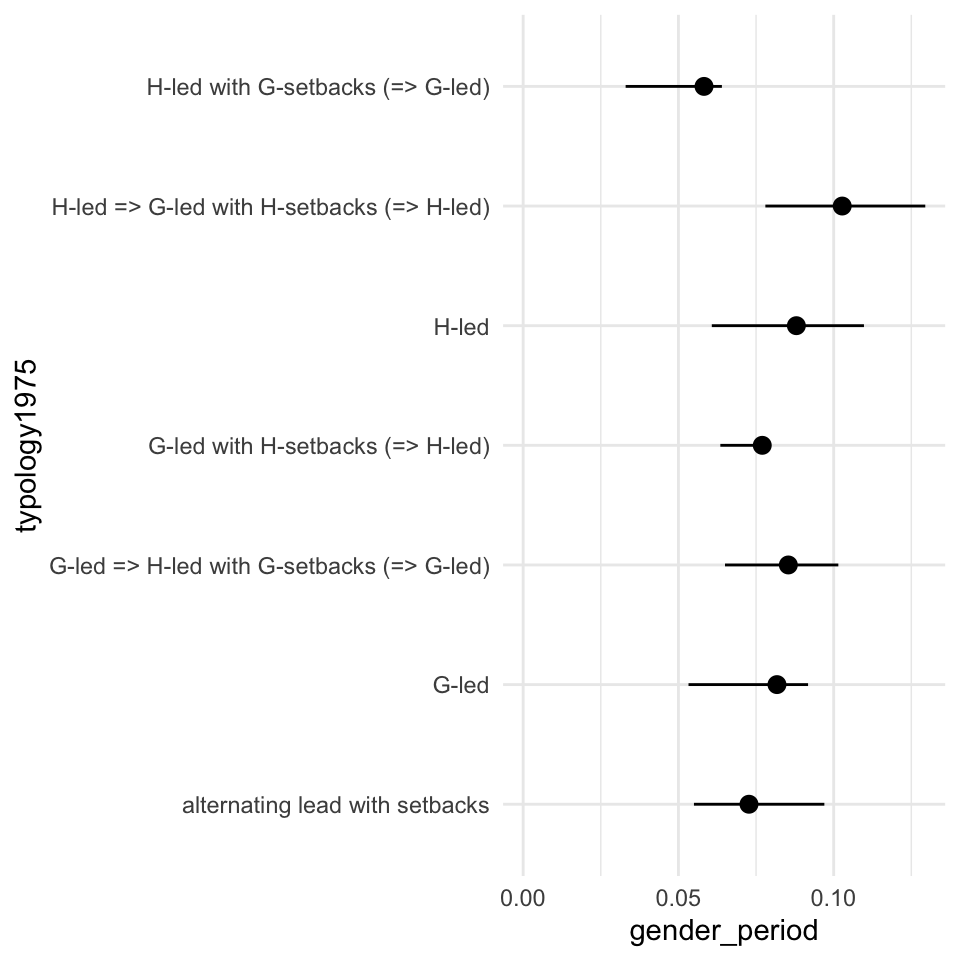 H-led with G-setbacks (=> G-led)
H-led => G-led with H-setbacks (=> H-led)
H-led
G-led with H-setbacks (=> H-led)
G-led => H-led with G-setbacks (=> G-led)
G-led
alternating lead with setbacks
typology1975
0.00 0.05 0.10
gender_period